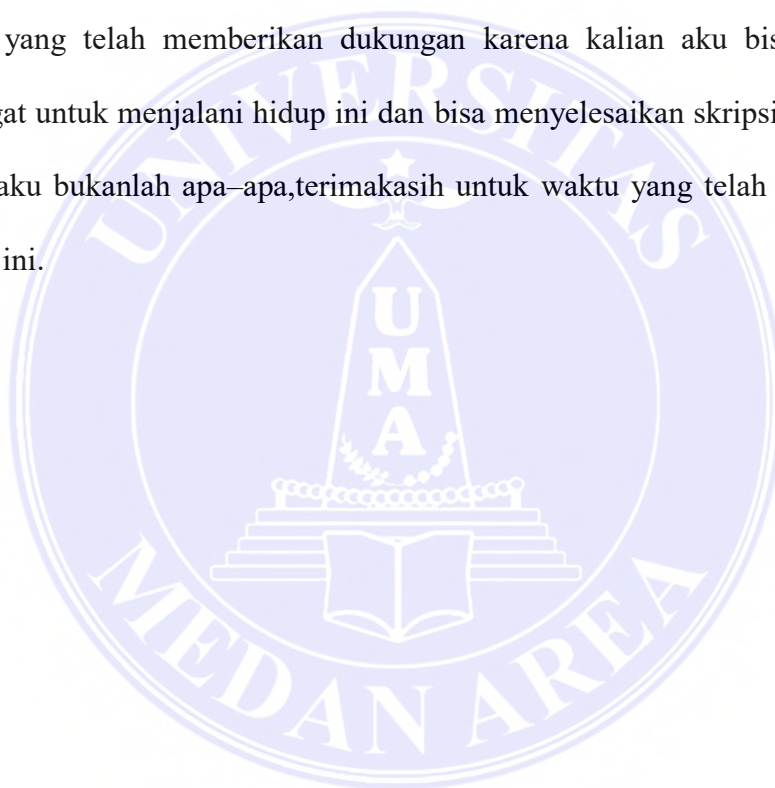 yang telah memberikan dukungan karena kalian aku bis
gat untuk menjalani hidup ini dan bisa menyelesaikan skripsi
aku bukanlah apa–apa,terimakasih untuk waktu yang telah
ini.
UNIVERSITAS
UMA
MEDAN AREA